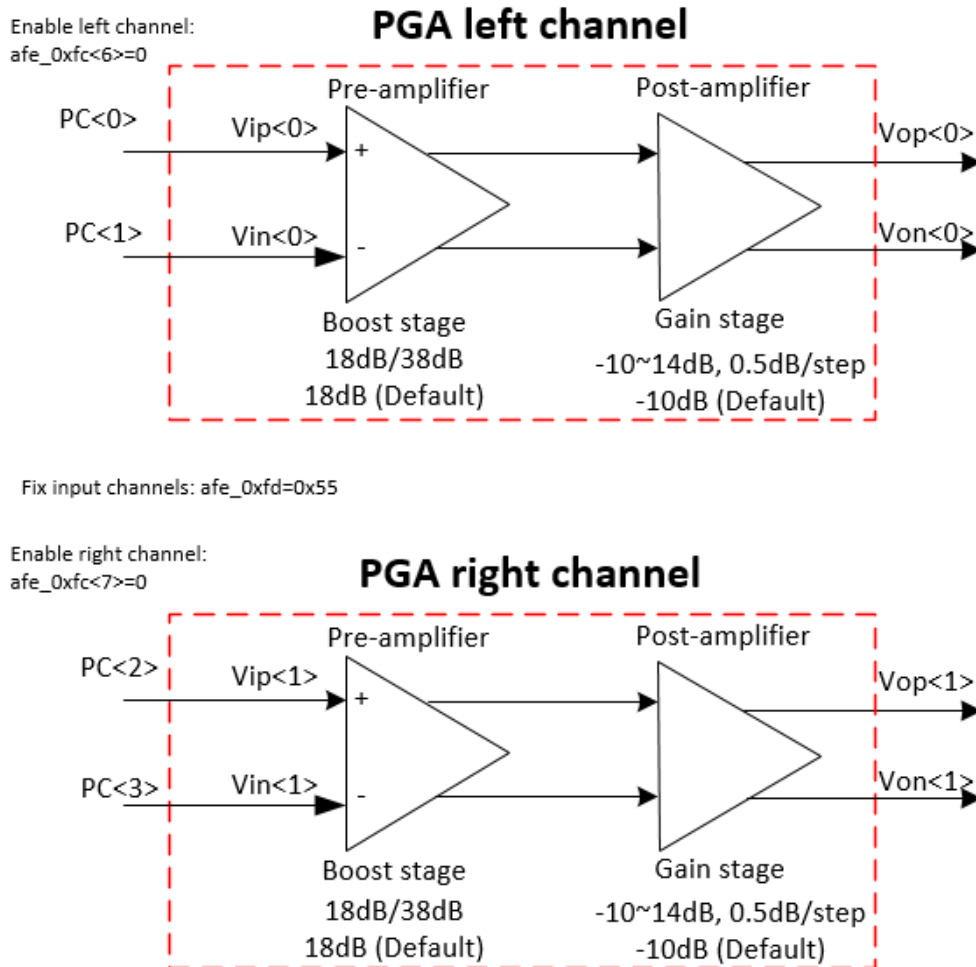 Enable left channel:
afe_0xfc<6>=0
PGA left channel
Pre-amplifier
Post-amplifier
PC<0>
Vip<0>
+
Vop<0>
PC<1>
Vin<0>
-
Von<0>
Boost stage
18dB/38dB
18dB (Default)
Gain stage
-10~14dB, 0.5dB/step
-10dB (Default)
Fix input channels: afe_0xfd=0x55
Enable right channel:
afe_0xfc<7>=0
PGA right channel
Pre-amplifier
Post-amplifier
PC<2>
Vip<1>
+
Vop<1>
PC<3>
Vin<1>
-
Von<1>
Boost stage
18dB/38dB
18dB (Default)
Gain stage
-10~14dB, 0.5dB/step
-10dB (Default)